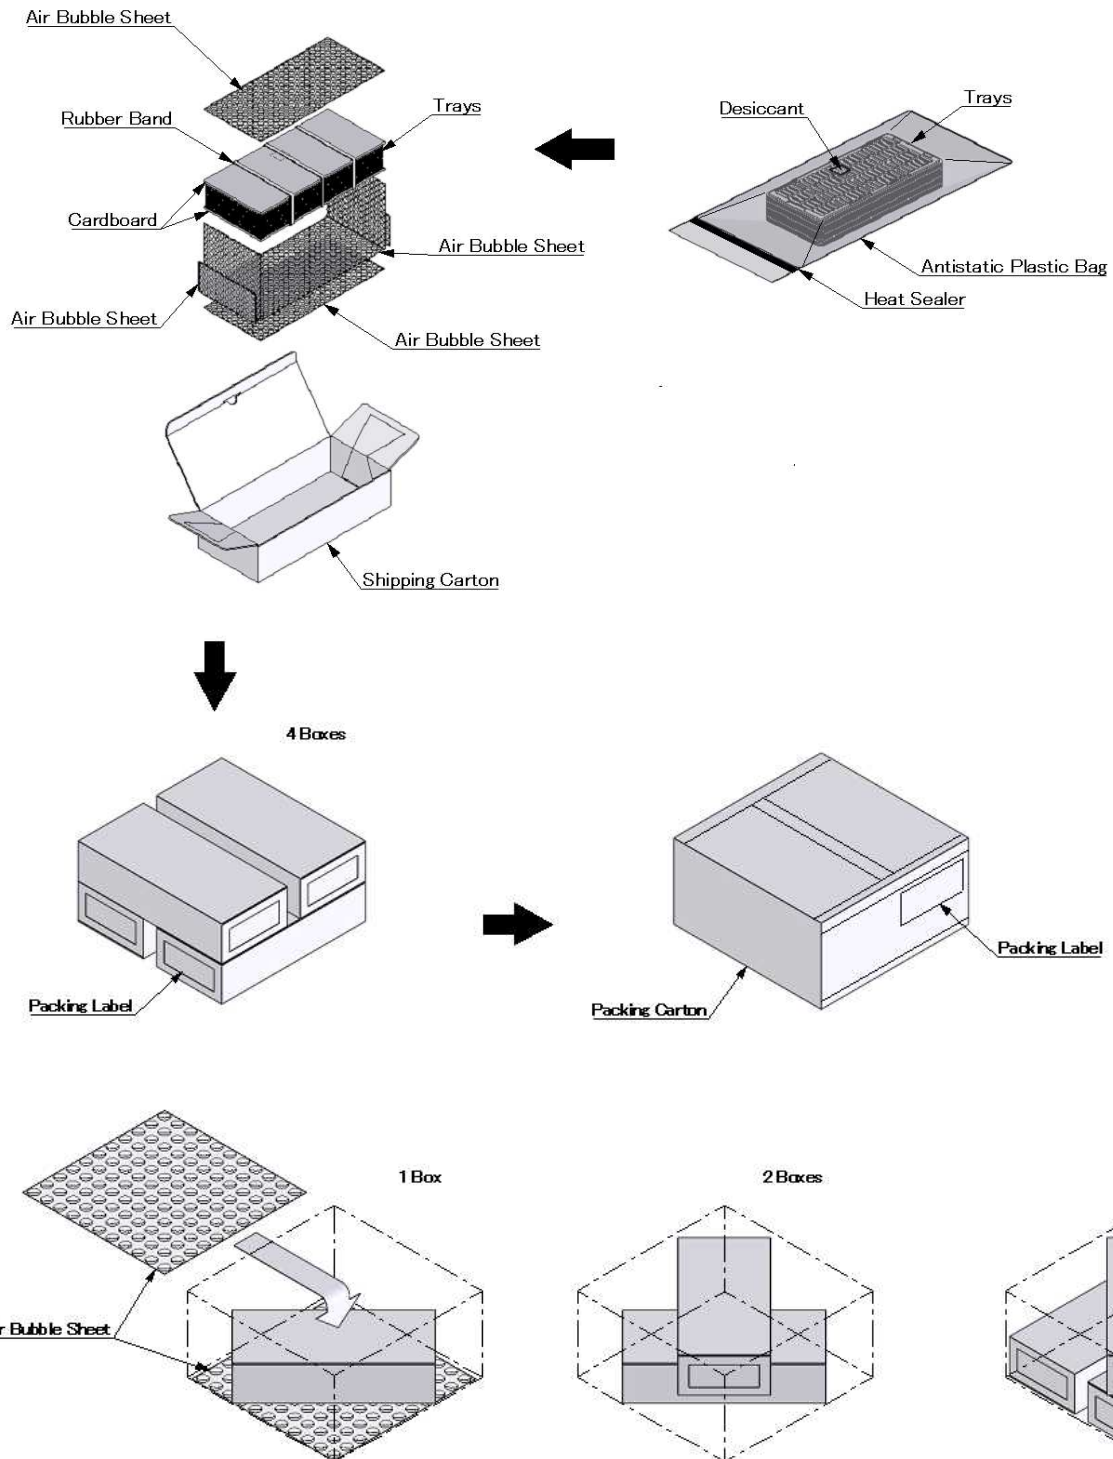 Air Bubble Sheet
Rubber Band
Trays
Cardboard
Air Bubble Sheet
Air Bubble Sheet
Air Bubble Sheet
Desiccant
Trays
Antistatic Plastic Bag
Heat Sealer
Shipping Carton
4 Boxes
Packing Label
Packing Label
Packing Carton
1 Box
2 Boxes
r Bubble Sheet